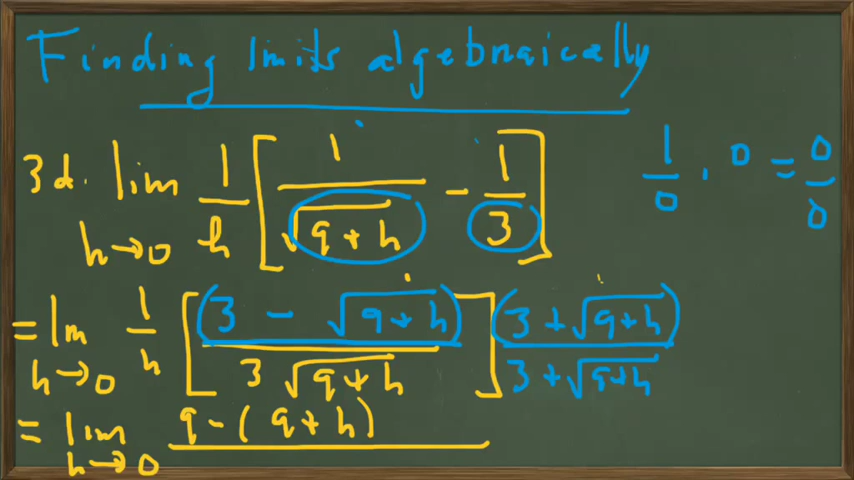 Finding limits algebraically
3d. lim h→0 1/h [ 1/√(9+h) - 1/3 ]
1/0 . 0 = 0/0
= lim h→0 1/h [ (3 - √(9+h)) / 3√(9+h) ] (3+√(9+h)) / 3+√(9+h)
= lim h→0 9-(9+h)